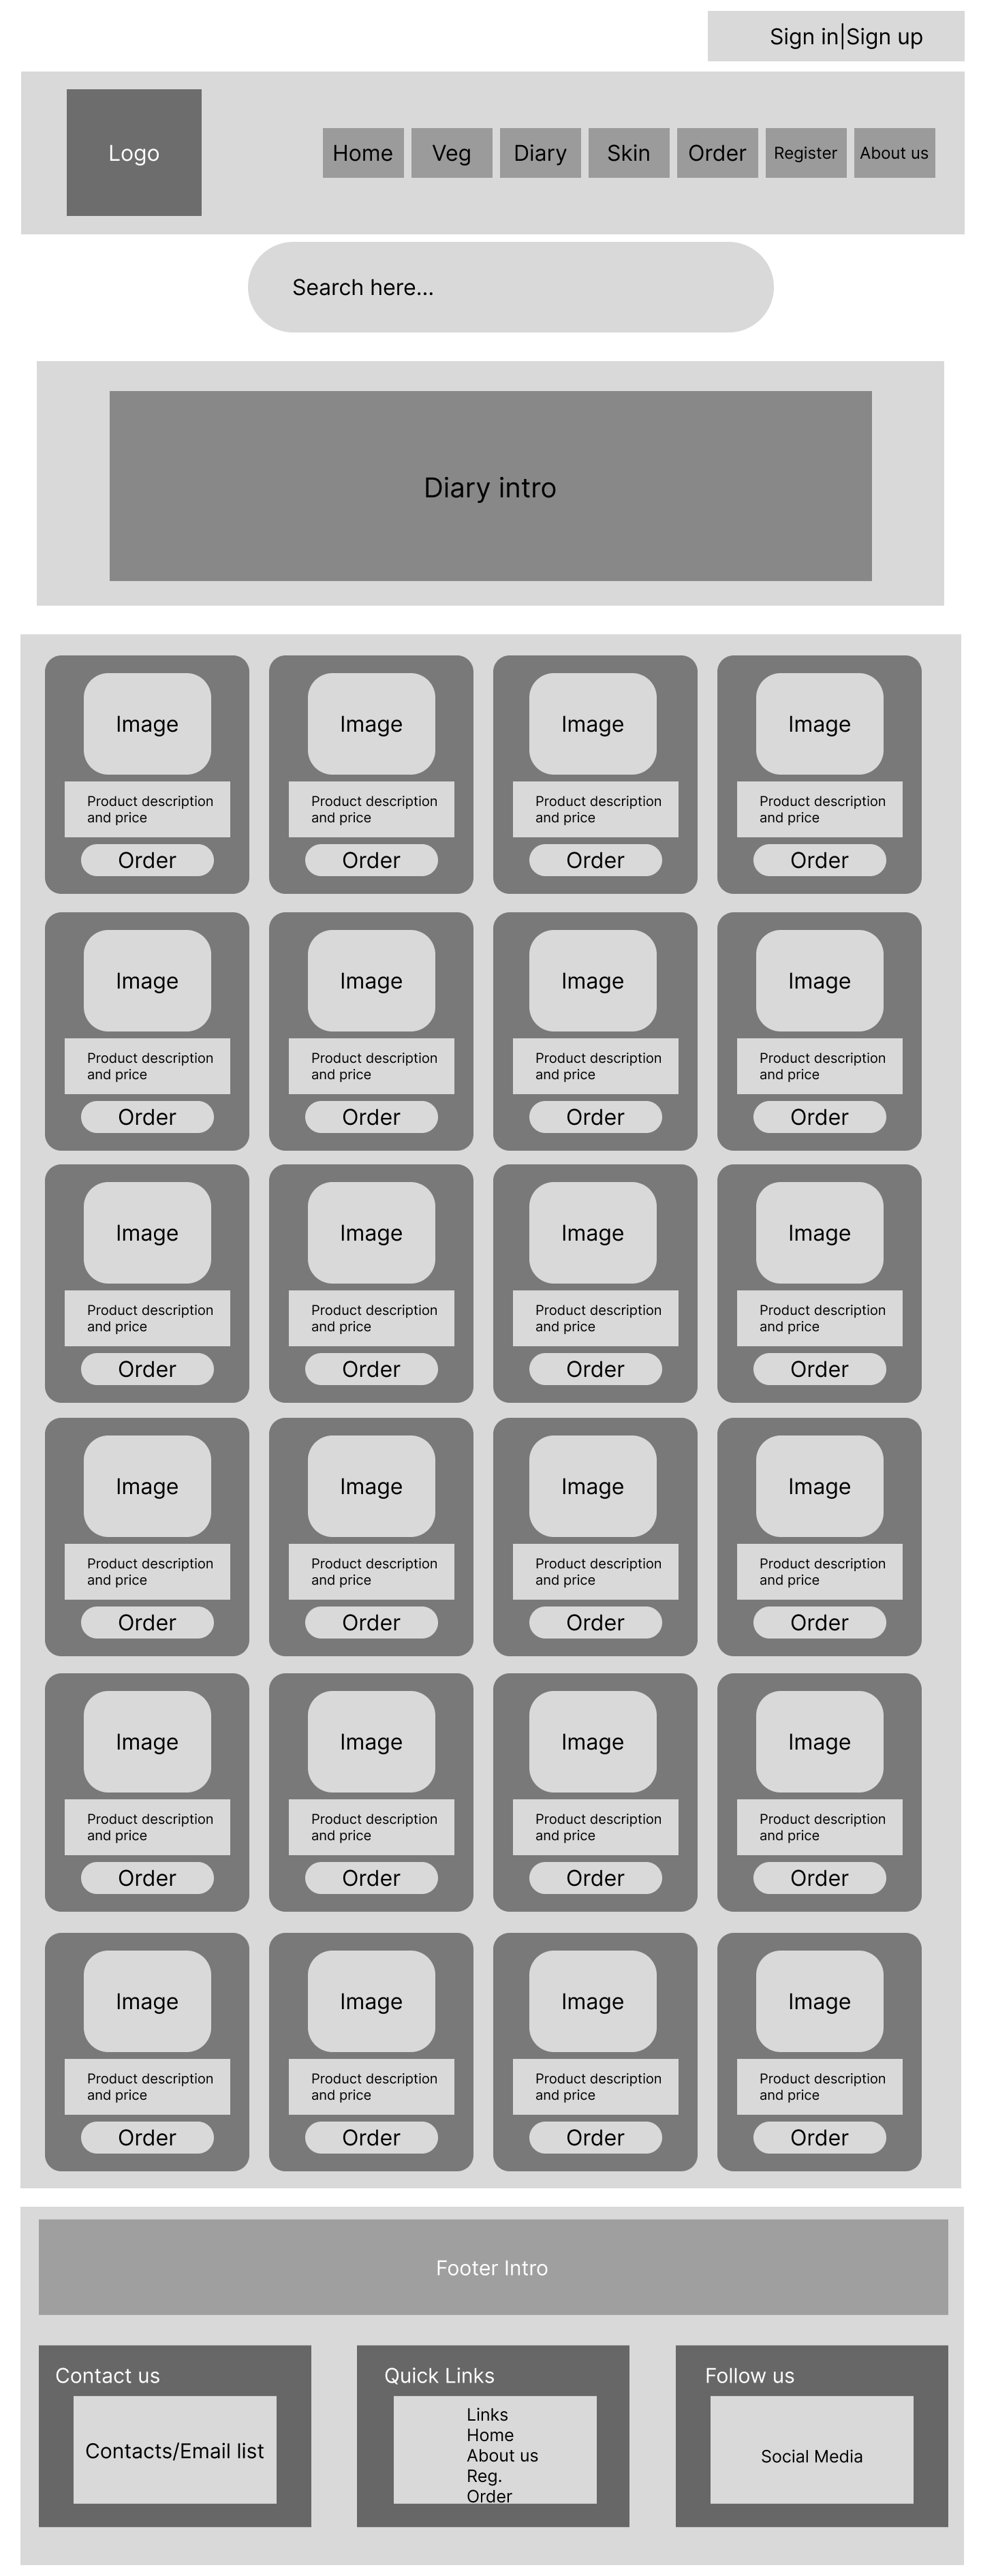 Sign in|Sign up
Logo
Home Veg Diary Skin Order Register About us
Search here...
Diary intro
Image Image Image Image
Product description Product description Product description Product description
and price and price and price and price
Order Order Order Order
Image Image Image Image
Product description Product description Product description Product description
and price and price and price and price
Order Order Order Order
Image Image Image Image
Product description Product description Product description Product description
and price and price and price and price
Order Order Order Order
Image Image Image Image
Product description Product description Product description Product description
and price and price and price and price
Order Order Order Order
Image Image Image Image
Product description Product description Product description Product description
and price and price and price and price
Order Order Order Order
Image Image Image Image
Product description Product description Product description Product description
and price and price and price and price
Order Order Order Order
Footer Intro
Contact us
Contacts/Email list
Quick Links
Links
Home
About us
Reg.
Order
Follow us
Social Media